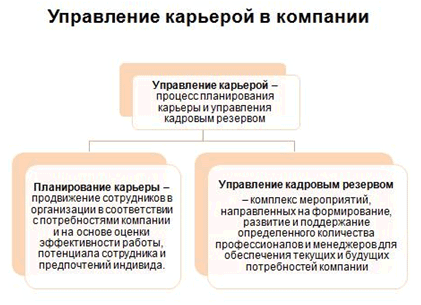 Управление карьерой в компании
Управление карьерой –
процесс планирования
карьеры и управления
кадровым резервом
Планирование карьеры –
продвижение сотрудников в
организации в соответствии
с потребностями компании
и на основе оценки
эффективности работы,
потенциала сотрудника и
предпочтений индивида.
Управление кадровым резервом
– комплекс мероприятий,
направленных на формирование,
развитие и поддержание
определенного количества
профессионалов и менеджеров для
обеспечения текущих и будущих
потребностей компании